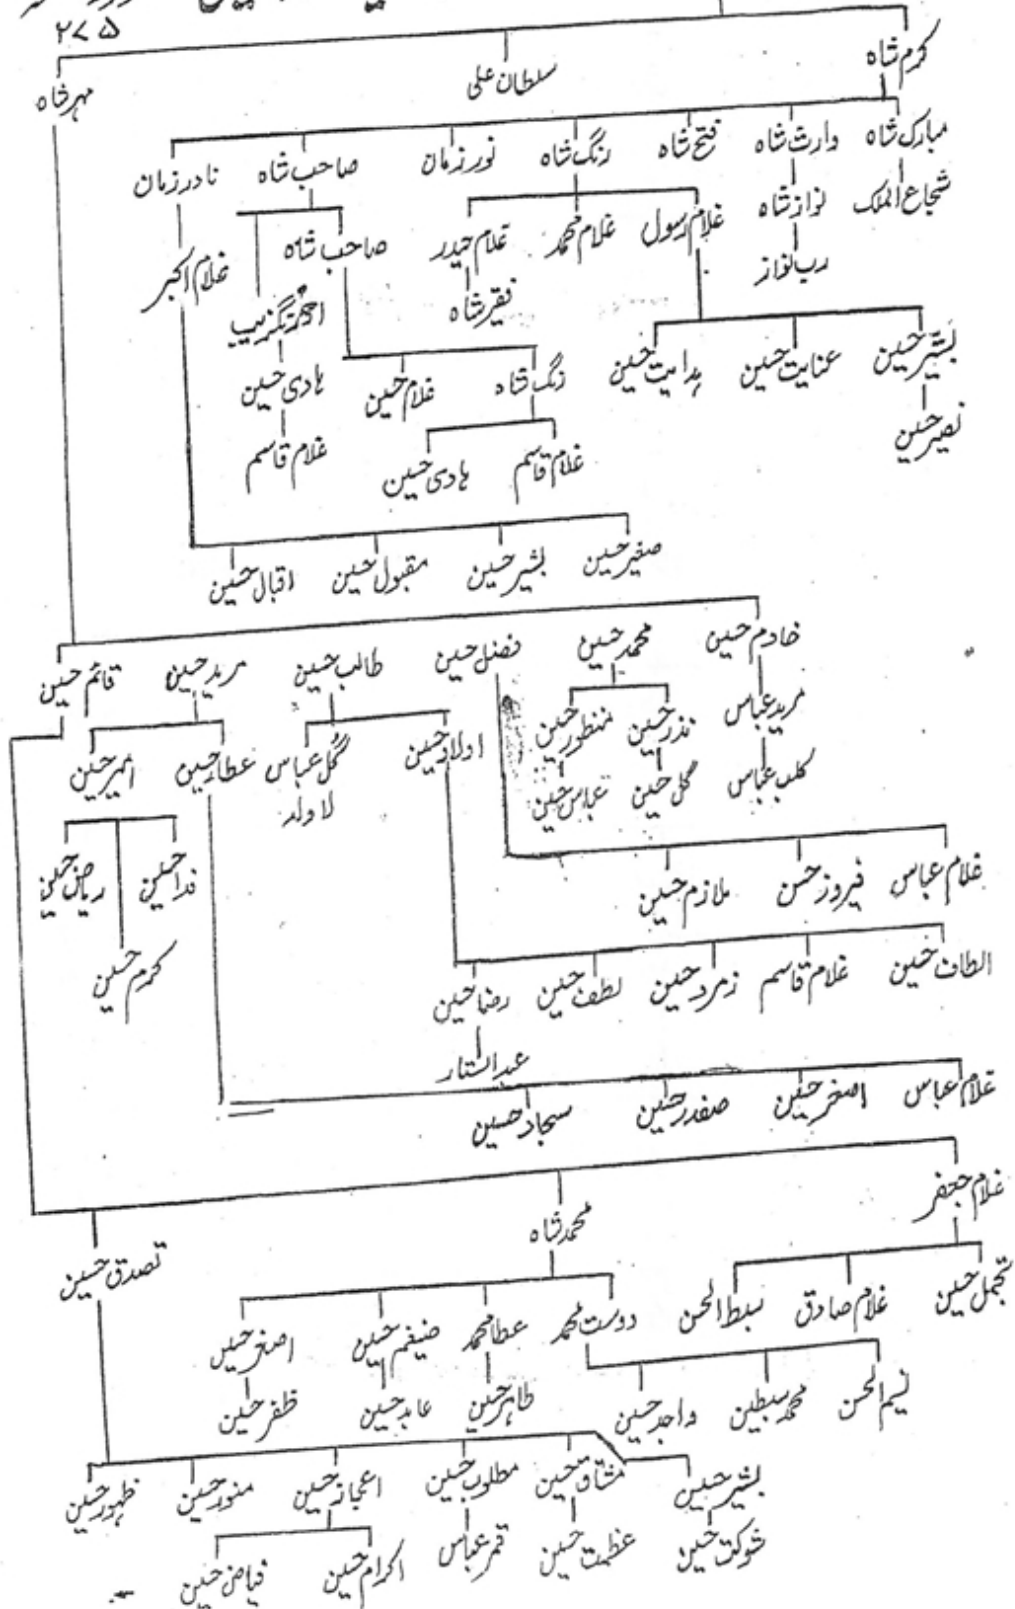 ۲۷۵
کرم شاہ سلطان علی مہر شاہ
مبارک شاہ وارث شاہ فتح شاہ رنگ شاہ نور زمان صاحب شاہ نادر زمان
شجاع الملک نواز شاہ غلام رسول غلام محمد غلام حیدر صاحب شاہ غلام اکبر
رب نواز فقیر شاہ
بشیر حسین عنایت حسین ہدایت حسین زنگ شاہ غلام حسین ہادی حسین
نصیر حسین غلام قاسم ہادی حسین غلام قاسم
صغیر حسین بشیر حسین مقبول حسین اقبال حسین
خادم حسین محمد حسین فضل حسین طالب حسین مرید حسین قائم حسین
مرید عباس نذر حسین منظور حسین اولاد حسین گل عباس عطا حسین امیر حسین
کلب عباس گل حسین عباس حسین لا ولد
غلام عباس فیروز حسن ملازم حسین فدا حسین ریاض حسین
الطاف حسین غلام قاسم زمرد حسین لطف حسین رضا حسین کرم حسین
عبد الستار
غلام عباس اصغر حسین صفدر حسین سجاد حسین
غلام جعفر محمد شاہ تصدق حسین
تجمل حسین غلام صادق سبط الحسن دوست محمد عطا محمد ضیغم حسین اصغر حسین
نسیم الحسن محمد سبطین واجد حسین طاہر حسین عابد حسین ظفر حسین
بشیر حسین مشتاق حسین مطلوب حسین اعجاز حسین منور حسین ظہور حسین
شوکت حسین عظمت حسین قمر عباس اکرام حسین فیاض حسین